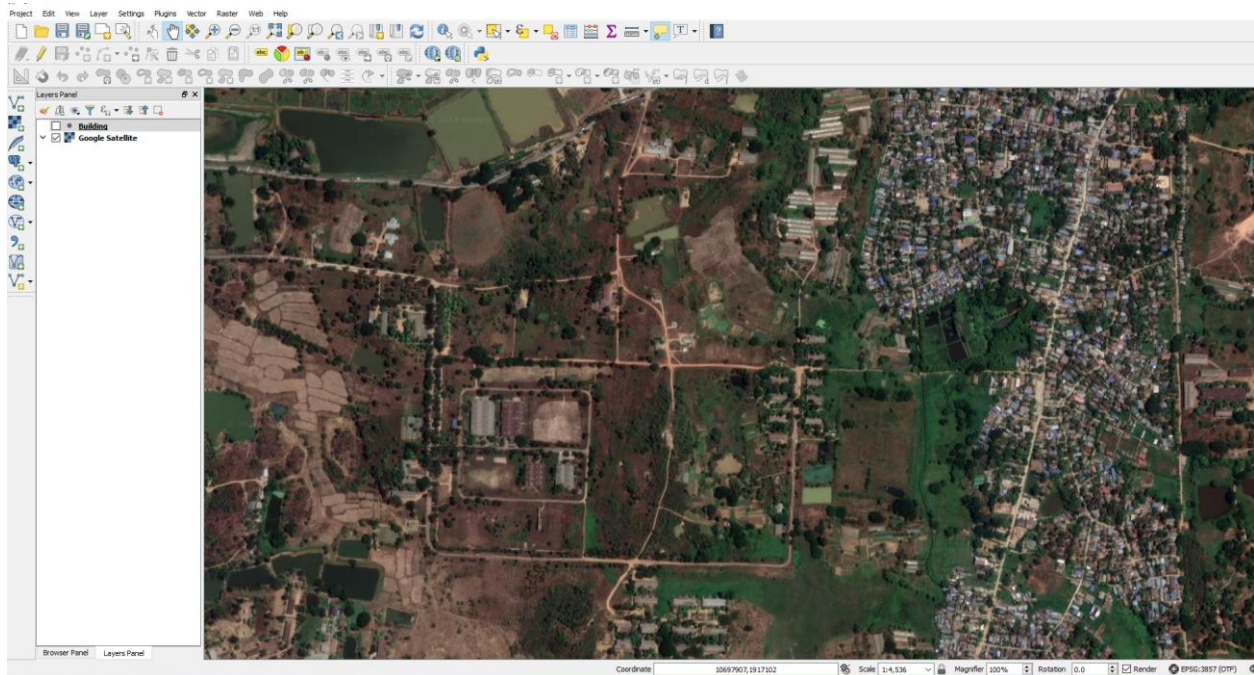 Project Edit View Layer Settings Plugins Vector Raster Web Help
Layers Panel
Building
Google Satellite
Browser Panel Layers Panel
Coordinate 10697907,1917102 Scale 1:4,536 Magnifier 100% Rotation 0.0 Render EPSG:3857 (OTF)